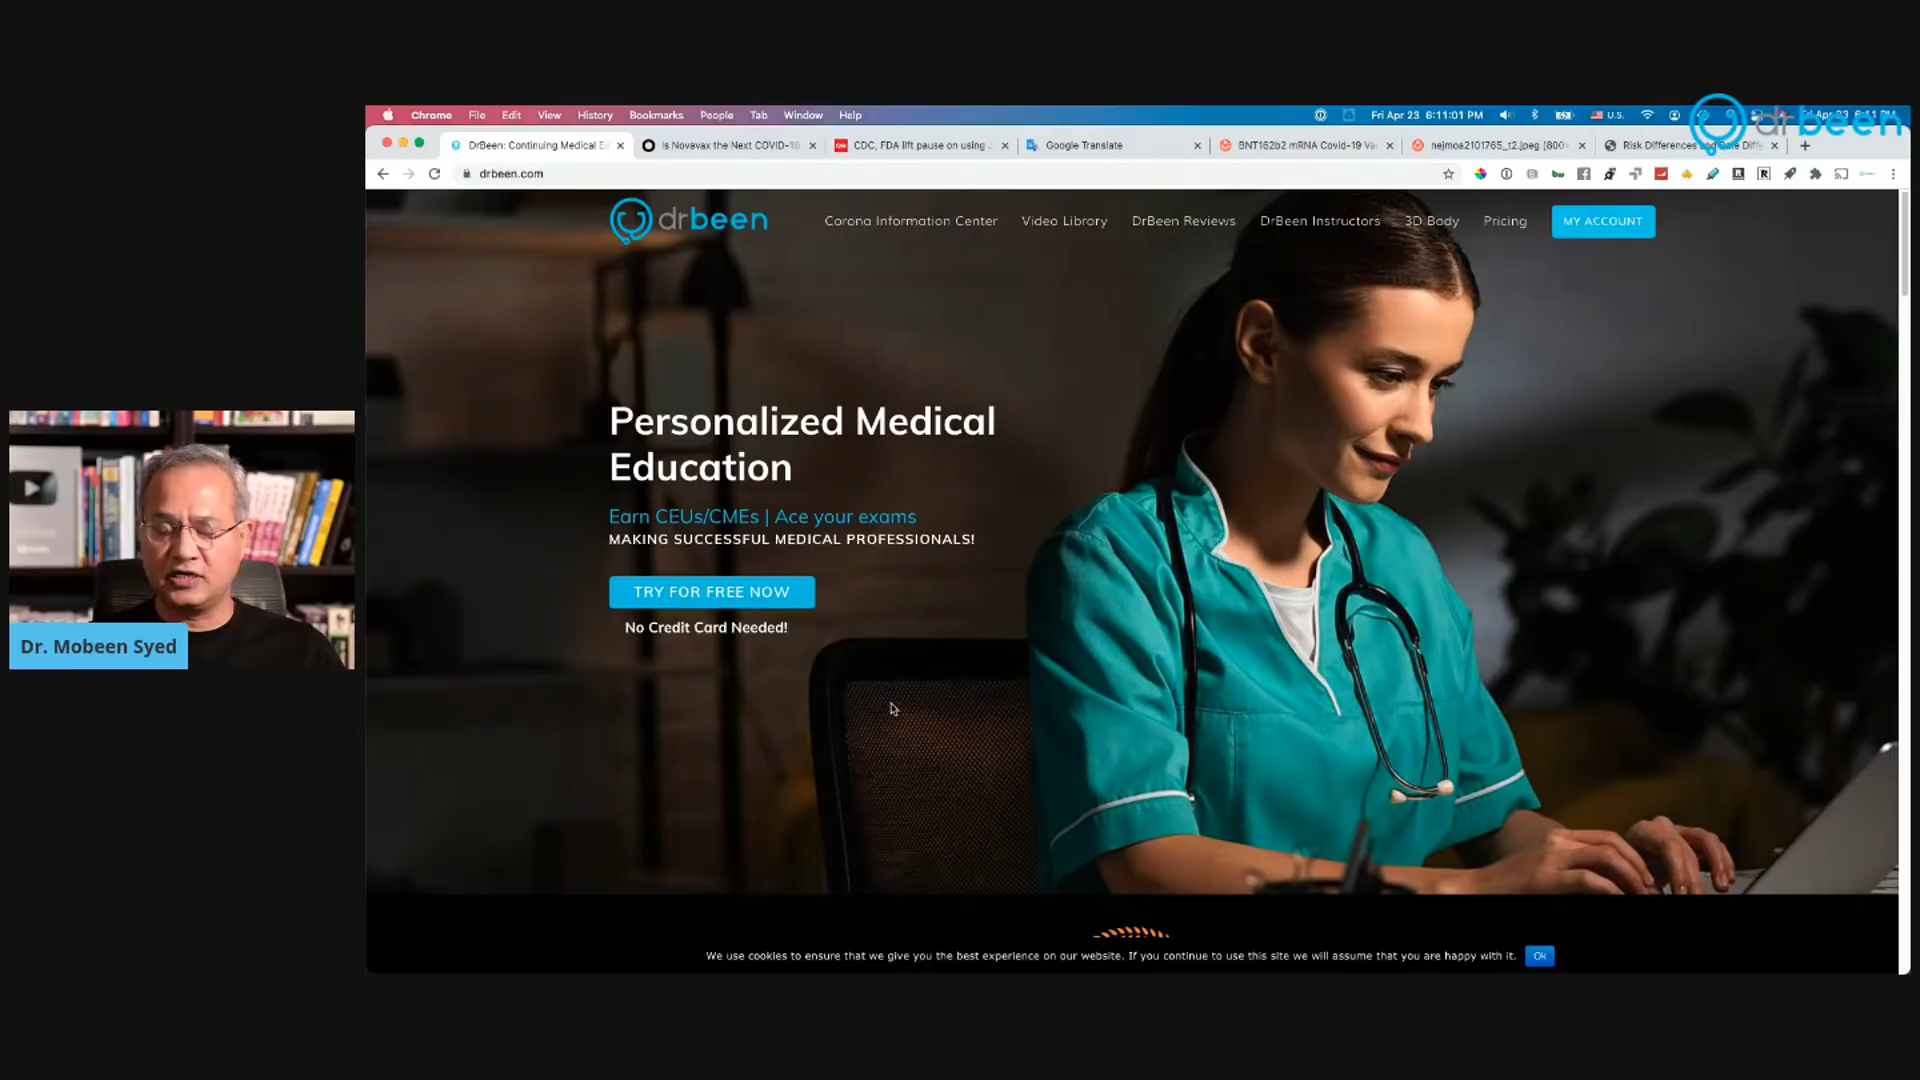 Chrome File Edit View History Bookmarks People Tab Window Help
U.S. Fri Apr 23 6:11:01 PM
drbeen
DrBeen: Continuing Medical Ed
Is Novavax the Next COVID-19
CDC, FDA lift pause on using
Google Translate
BNT162b2 mRNA Covid-19 Va
nejmoa2101765_t2.jpeg (800×
Risk Differences and Rate Diffe
drbeen.com
drbeen
Corona Information Center
Video Library
DrBeen Reviews
DrBeen Instructors
3D Body
Pricing
MY ACCOUNT
Personalized Medical
Education
Earn CEUs/CMEs | Ace your exams
MAKING SUCCESSFUL MEDICAL PROFESSIONALS!
TRY FOR FREE NOW
No Credit Card Needed!
Dr. Mobeen Syed
We use cookies to ensure that we give you the best experience on our website. If you continue to use this site we will assume that you are happy with it.
Ok